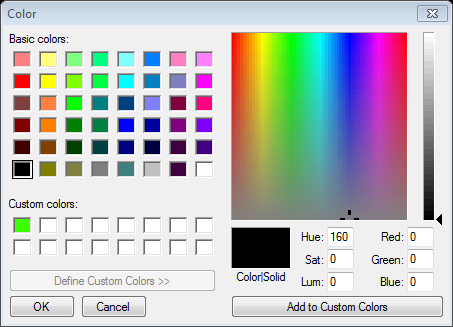 Color
Basic colors:
Custom colors:
Define Custom Colors >>
OK Cancel
Color|Solid
Hue: 160 Red: 0
Sat: 0 Green: 0
Lum: 0 Blue: 0
Add to Custom Colors